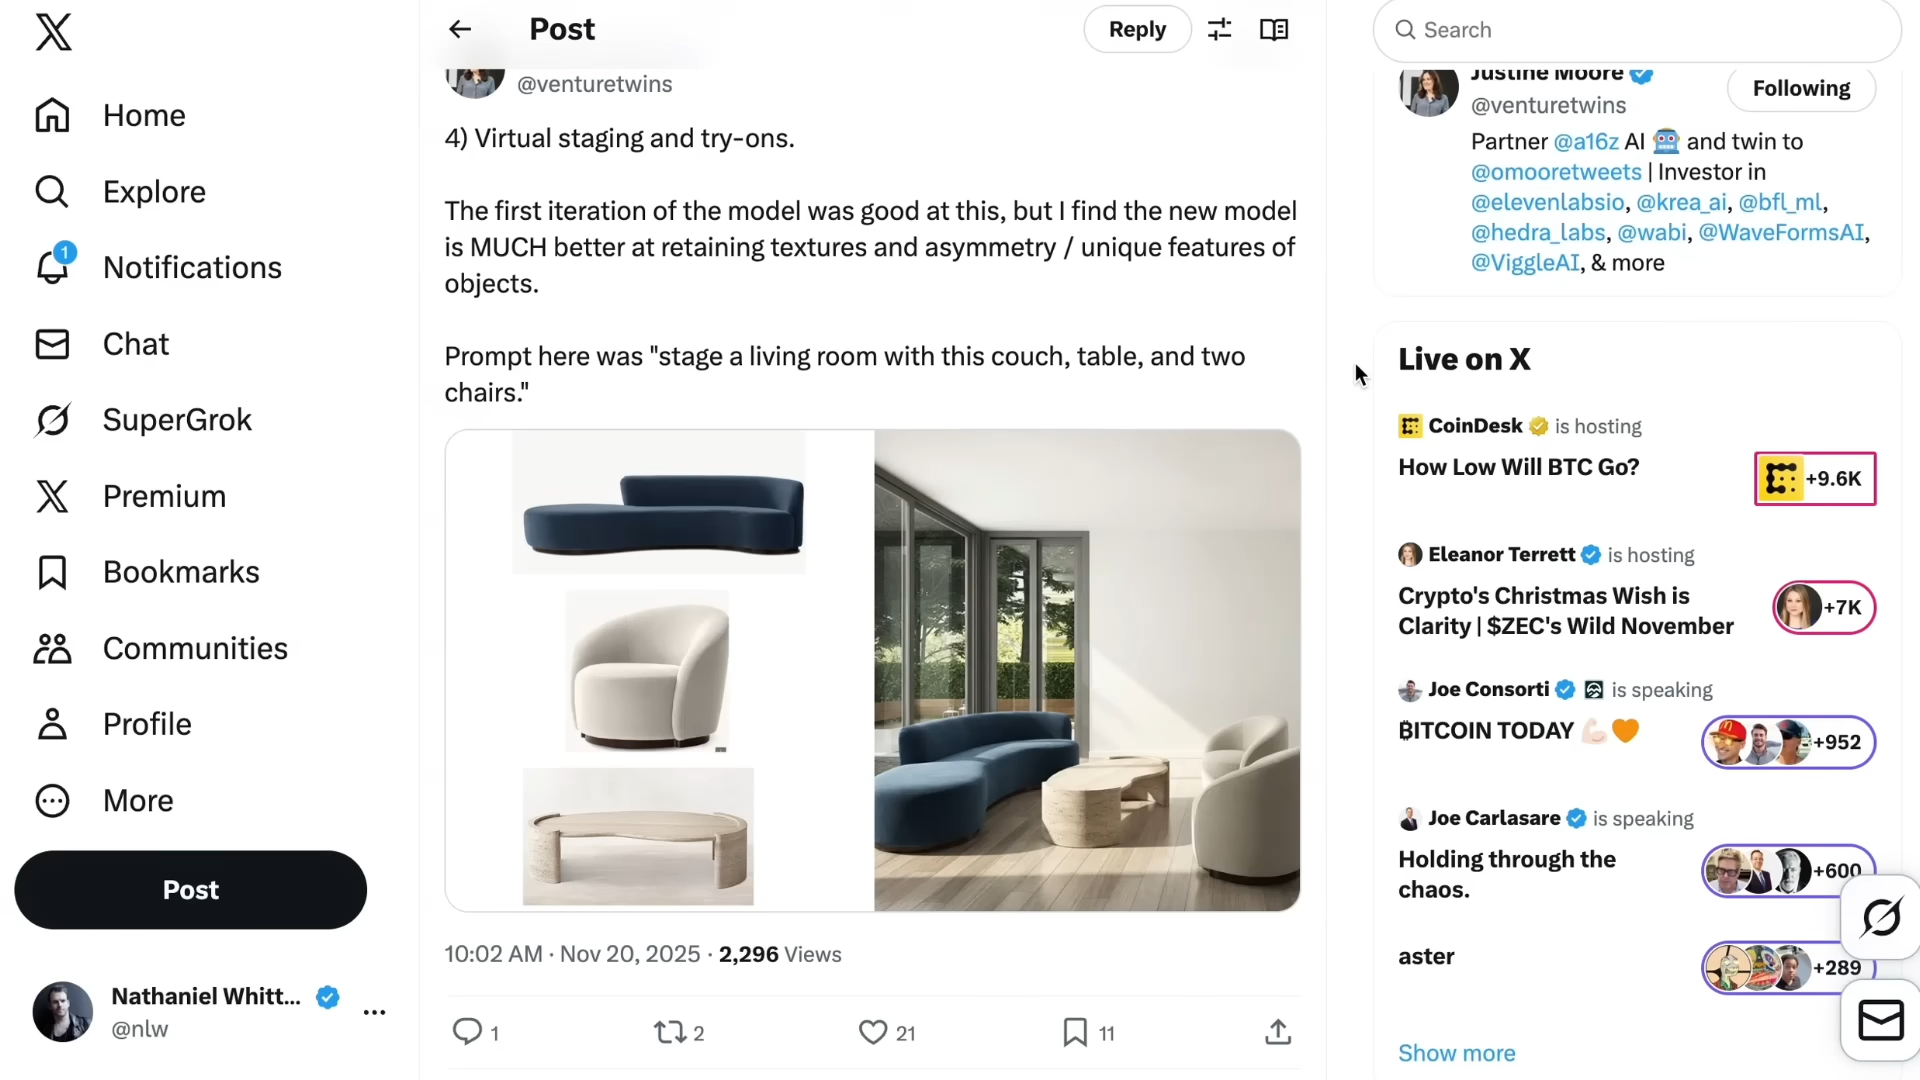 Home
Explore
1
Notifications
Chat
SuperGrok
Premium
Bookmarks
Communities
Profile
More
Post
Nathaniel Whitt...
@nlw
Post
Reply
@venturetwins
4) Virtual staging and try-ons.
The first iteration of the model was good at this, but I find the new model
is MUCH better at retaining textures and asymmetry / unique features of
objects.
Prompt here was "stage a living room with this couch, table, and two
chairs."
10:02 AM · Nov 20, 2025 · 2,296 Views
1
2
21
11
Search
Justine Moore
@venturetwins
Following
Partner @a16z AI 🤖 and twin to
@omooretweets | Investor in
@elevenlabsio, @krea_ai, @bfl_ml,
@hedra_labs, @wabi, @WaveFormsAI,
@ViggleAI, & more
Live on X
CoinDesk is hosting
How Low Will BTC Go?
+9.6K
Eleanor Terrett is hosting
Crypto's Christmas Wish is
Clarity | $ZEC's Wild November
+7K
Joe Consorti is speaking
₿ITCOIN TODAY 💪🏻🧡
+952
Joe Carlasare is speaking
Holding through the
chaos.
+600
aster
+289
Show more